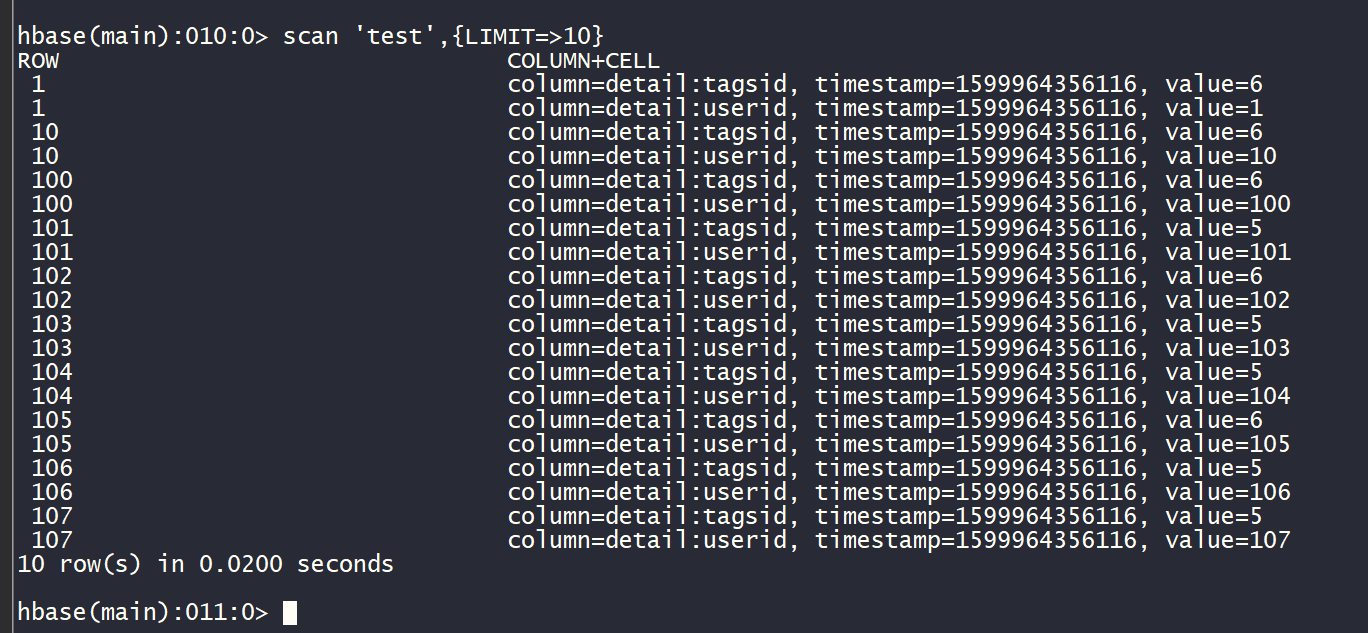 hbase(main):010:0> scan 'test',{LIMIT=>10}
ROW COLUMN+CELL
1 column=detail:tagsid, timestamp=1599964356116, value=6
1 column=detail:userid, timestamp=1599964356116, value=1
10 column=detail:tagsid, timestamp=1599964356116, value=6
10 column=detail:userid, timestamp=1599964356116, value=10
100 column=detail:tagsid, timestamp=1599964356116, value=6
100 column=detail:userid, timestamp=1599964356116, value=100
101 column=detail:tagsid, timestamp=1599964356116, value=5
101 column=detail:userid, timestamp=1599964356116, value=101
102 column=detail:tagsid, timestamp=1599964356116, value=6
102 column=detail:userid, timestamp=1599964356116, value=102
103 column=detail:tagsid, timestamp=1599964356116, value=5
103 column=detail:userid, timestamp=1599964356116, value=103
104 column=detail:tagsid, timestamp=1599964356116, value=5
104 column=detail:userid, timestamp=1599964356116, value=104
105 column=detail:tagsid, timestamp=1599964356116, value=6
105 column=detail:userid, timestamp=1599964356116, value=105
106 column=detail:tagsid, timestamp=1599964356116, value=5
106 column=detail:userid, timestamp=1599964356116, value=106
107 column=detail:tagsid, timestamp=1599964356116, value=5
107 column=detail:userid, timestamp=1599964356116, value=107
10 row(s) in 0.0200 seconds
hbase(main):011:0>